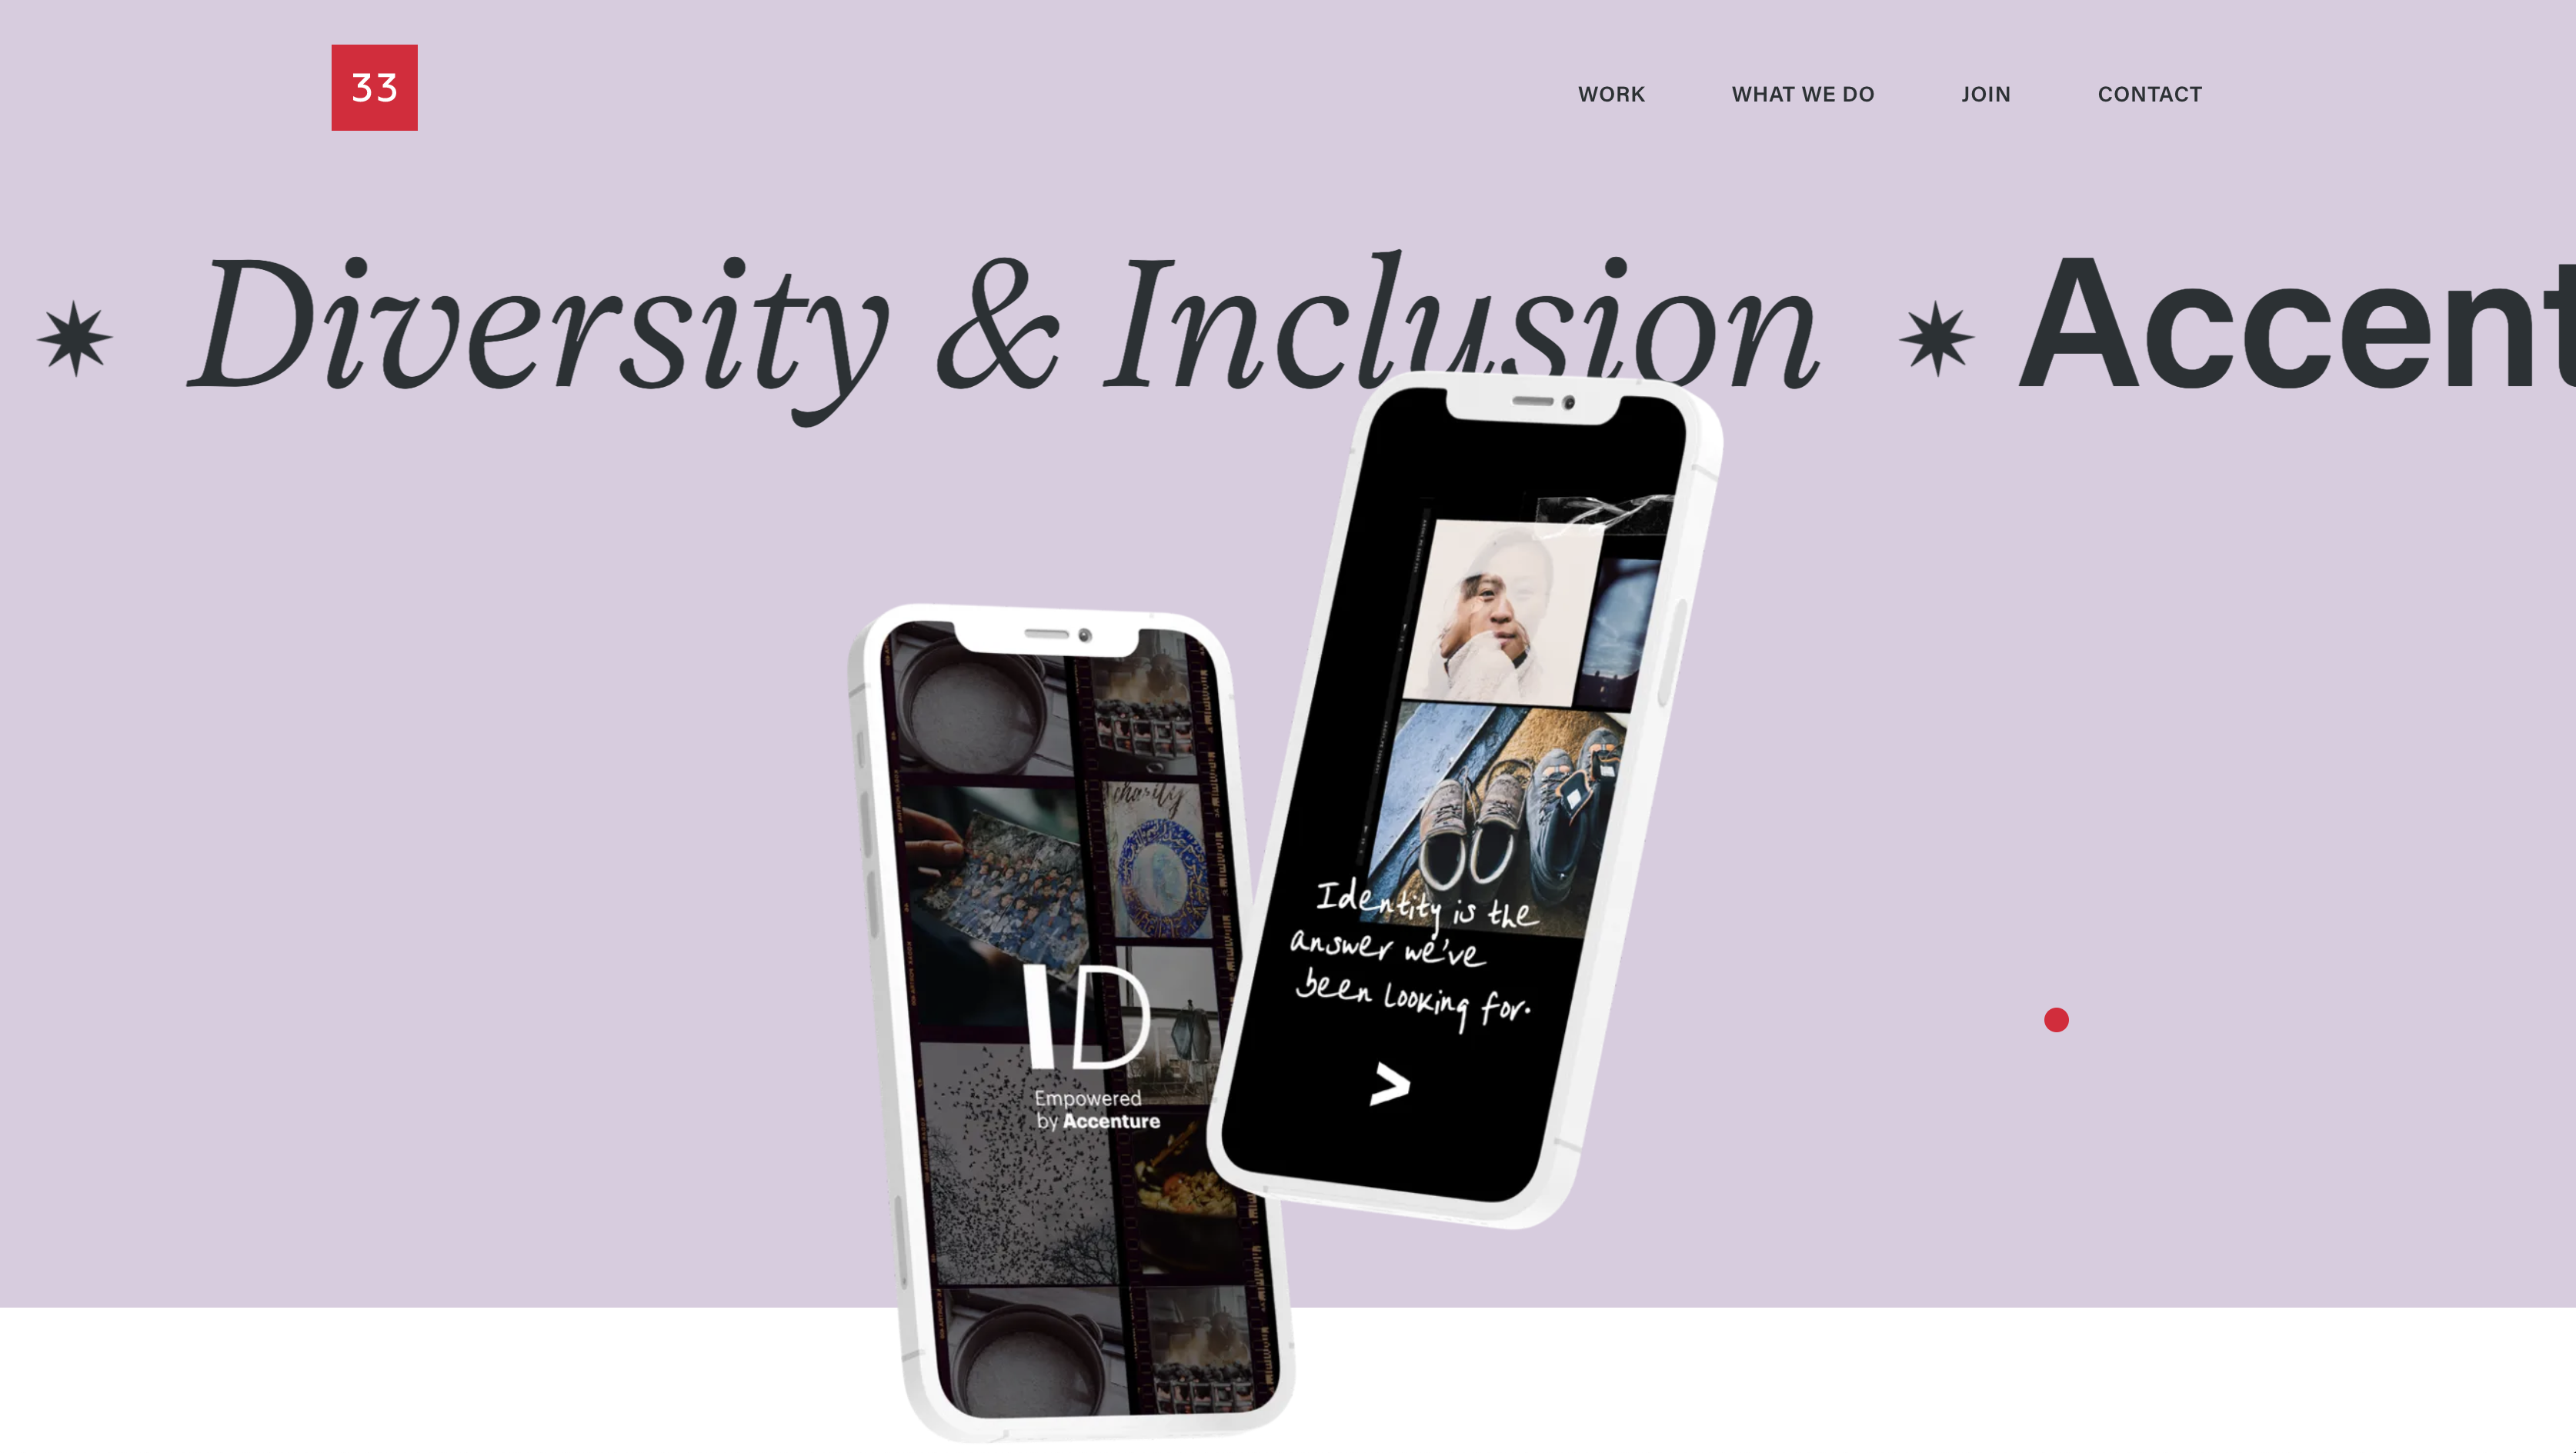 33
WORK
WHAT WE DO
JOIN
CONTACT
Diversity & Inclusion
Accent
Identity is the
answer we've
been looking for.
>
charity
ID
Empowered
by Accenture